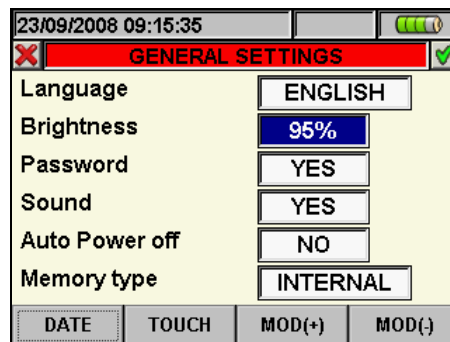 23/09/2008 09:15:35
GENERAL SETTINGS
Language ENGLISH
Brightness 95%
Password YES
Sound YES
Auto Power off NO
Memory type INTERNAL
DATE TOUCH MOD(+) MOD(-)